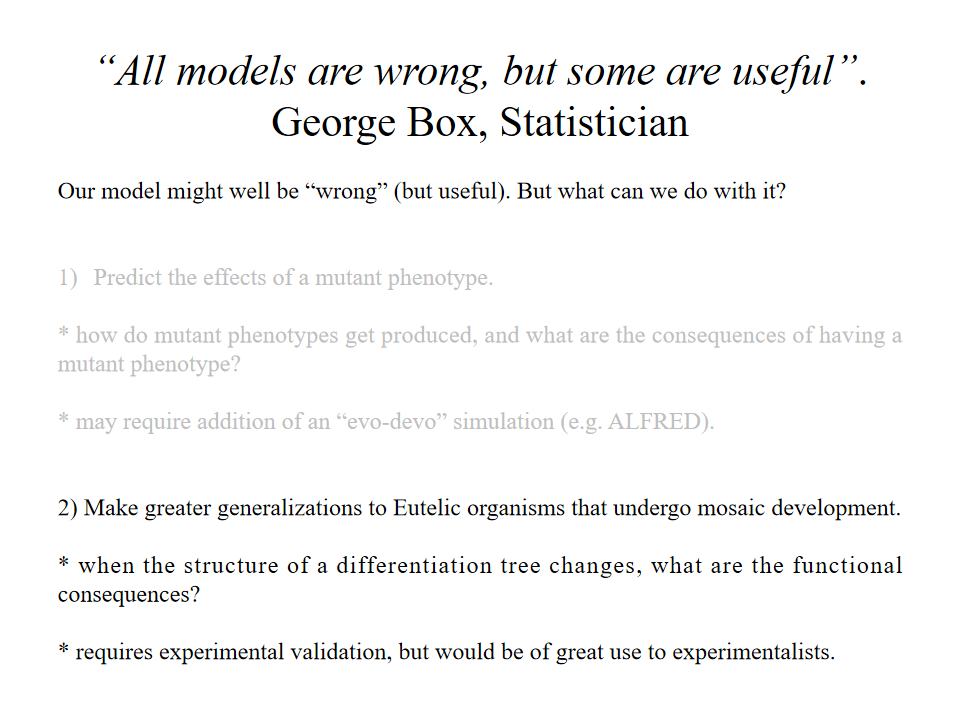 “All models are wrong, but some are useful”.
George Box, Statistician
Our model might well be “wrong” (but useful). But what can we do with it?
1) Predict the effects of a mutant phenotype.
* how do mutant phenotypes get produced, and what are the consequences of having a
mutant phenotype?
* may require addition of an “evo-devo” simulation (e.g. ALFRED).
2) Make greater generalizations to Eutelic organisms that undergo mosaic development.
* when the structure of a differentiation tree changes, what are the functional
consequences?
* requires experimental validation, but would be of great use to experimentalists.